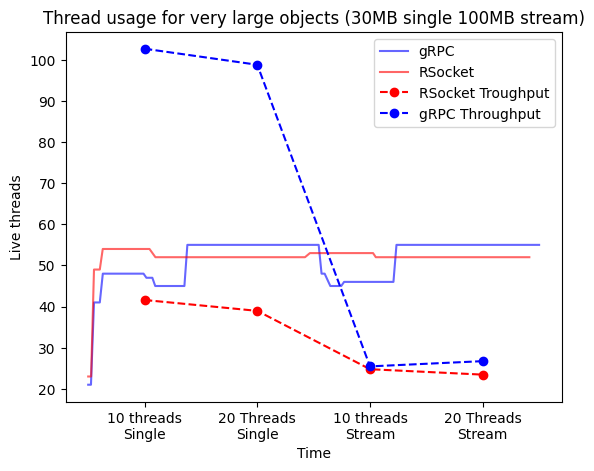 Thread usage for very large objects (30MB single 100MB stream)
gRPC
RSocket
RSocket Troughput
gRPC Throughput
Live threads
100
90
80
70
60
50
40
30
20
10 threads
Single
20 Threads
Single
10 threads
Stream
20 Threads
Stream
Time